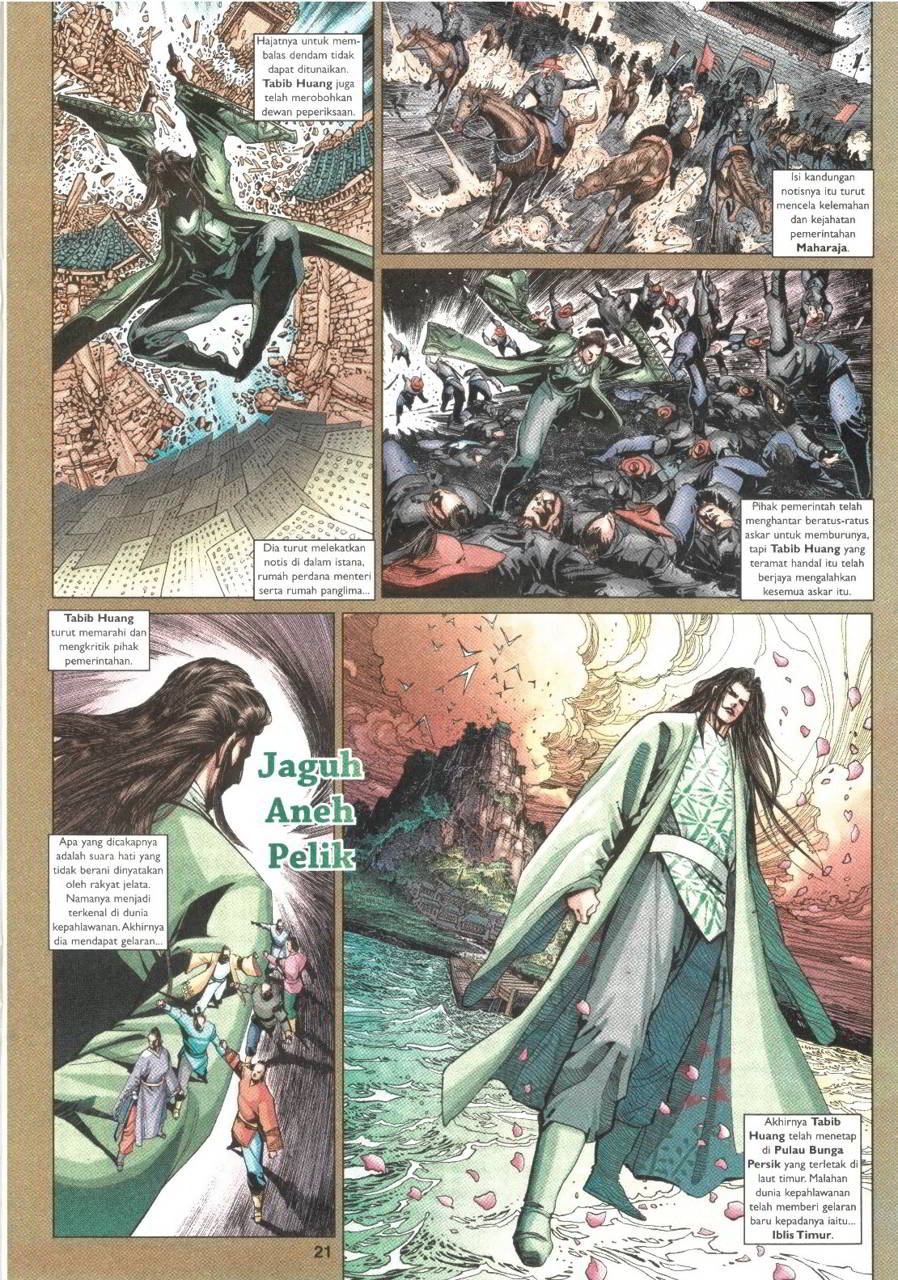 Hajatnya untuk mem-
balas dendam tidak
dapat ditunaikan.
Tabib Huang juga
telah merobohkan
dewan peperiksaan.
Dia turut melekatkan
notis di dalam istana,
rumah perdana menteri
serta rumah panglima...
Isi kandungan
notisnya itu turut
mencela kelemahan
dan kejahatan
pemerintahan
Maharaja.
Pihak pemerintah telah
menghantar beratus-ratus
askar untuk memburunya,
tapi Tabib Huang yang
teramat handal itu telah
berjaya mengalahkan
kesemua askar itu.
Tabib Huang
turut memarahi dan
mengkritik pihak
pemerintahan.
Apa yang dicakapnya
adalah suara hati yang
tidak berani dinyatakan
oleh rakyat jelata.
Namanya menjadi
terkenal di dunia
kepahlawanan. Akhirnya
dia mendapat gelaran...
Jaguh
Aneh
Pelik
Akhirnya Tabib
Huang telah menetap
di Pulau Bunga
Persik yang terletak di
laut timur. Malahan
dunia kepahlawanan
telah memberi gelaran
baru kepadanya iaitu...
Iblis Timur.
21